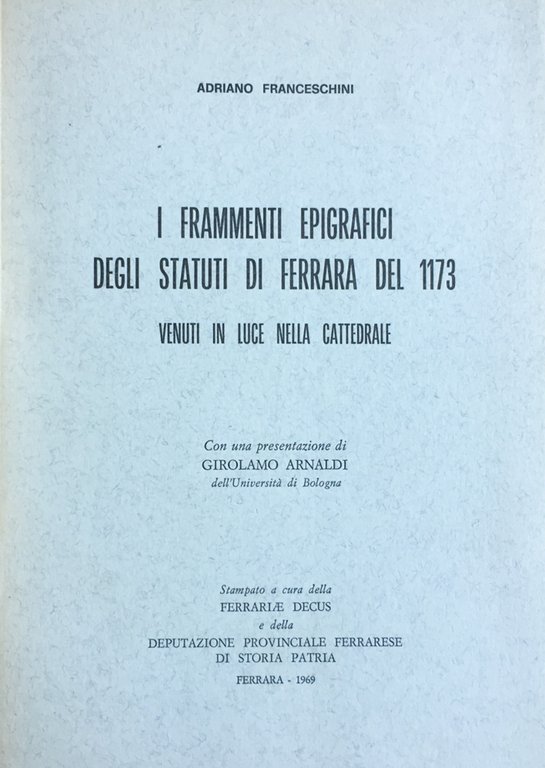 ADRIANO FRANCESCHINI
I FRAMMENTI EPIGRAFICI
DEGLI STATUTI DI FERRARA DEL 1173
VENUTI IN LUCE NELLA CATTEDRALE
Con una presentazione di
GIROLAMO ARNALDI
dell'Università di Bologna
Stampato a cura della
FERRARIÆ DECUS
e della
DEPUTAZIONE PROVINCIALE FERRARESE
DI STORIA PATRIA
FERRARA - 1969